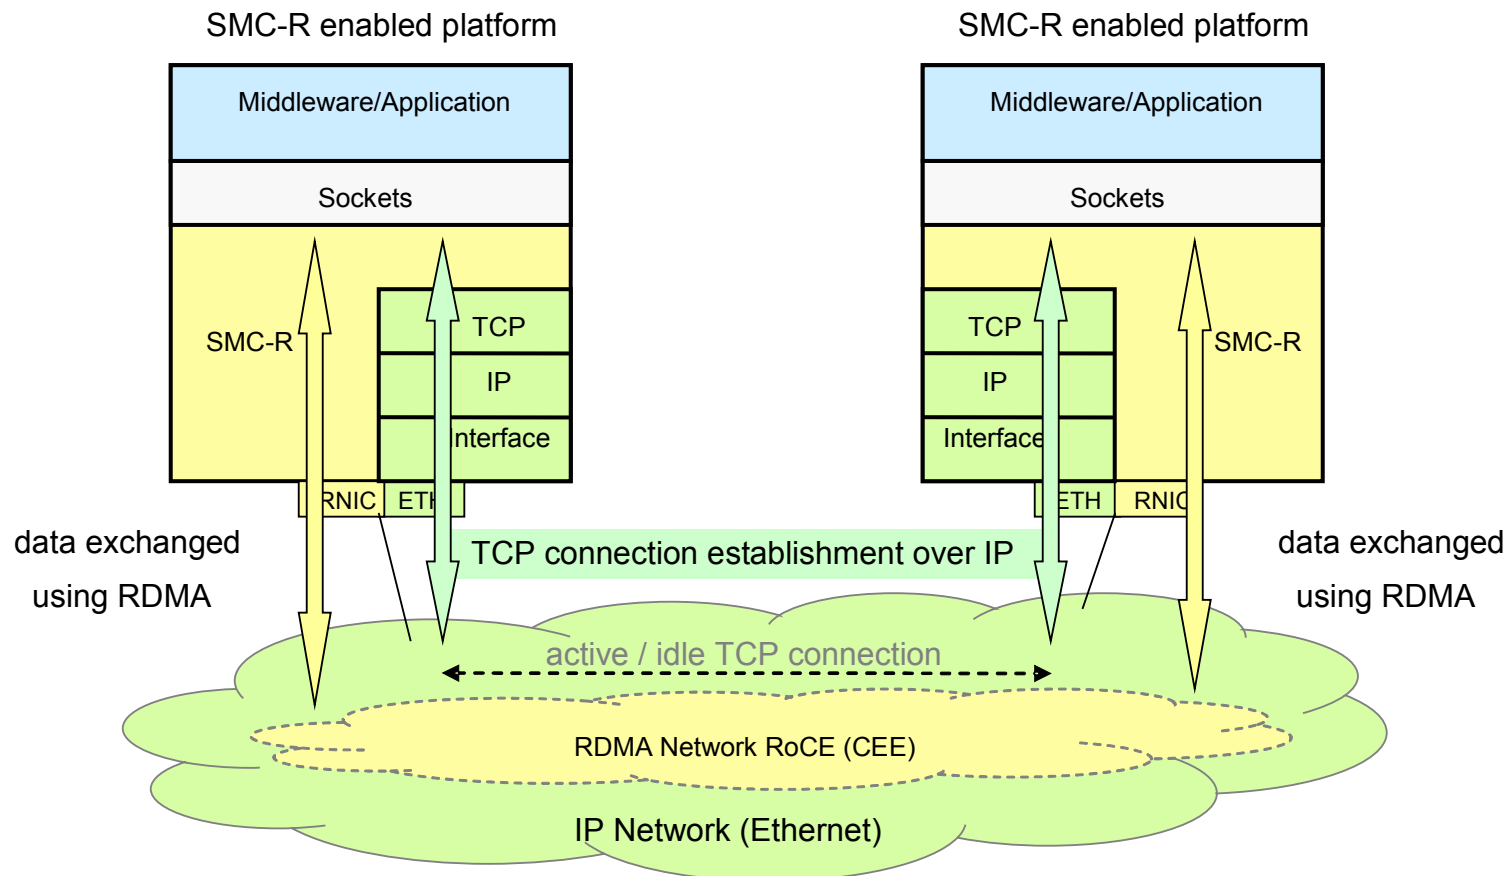 SMC-R enabled platform
SMC-R enabled platform
Middleware/Application
Middleware/Application
Sockets
Sockets
TCP
TCP
SMC-R
SMC-R
IP
IP
Interface
Interface
RNIC
ETH
ETH
RNIC
data exchanged
using RDMA
TCP connection establishment over IP
data exchanged
using RDMA
active / idle TCP connection
RDMA Network RoCE (CEE)
IP Network (Ethernet)